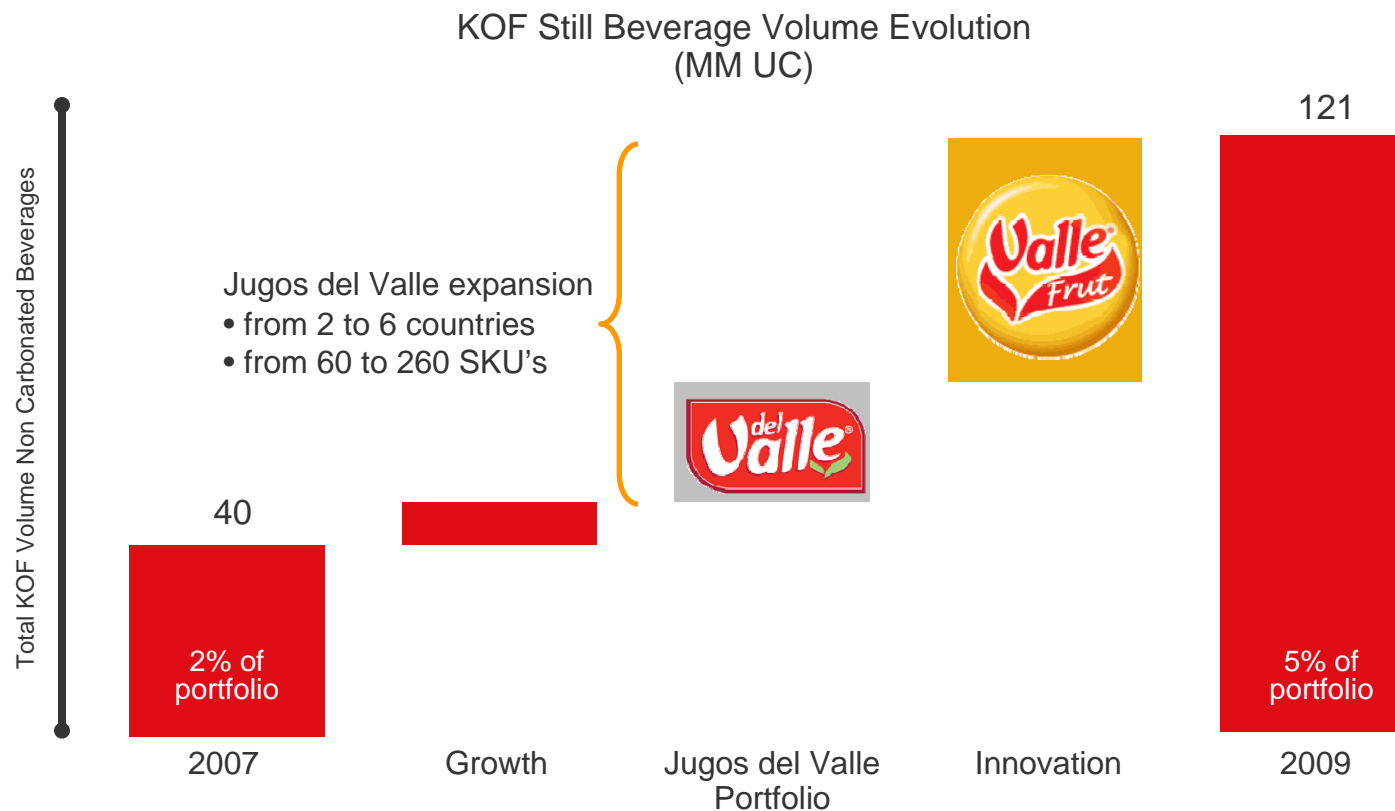 KOF Still Beverage Volume Evolution
(MM UC)
Total KOF Volume Non Carbonated Beverages
121
Jugos del Valle expansion
• from 2 to 6 countries
• from 60 to 260 SKU's
Valle®
Frut
del
Valle®
40
2% of
portfolio
5% of
portfolio
2007
Growth
Jugos del Valle
Portfolio
Innovation
2009